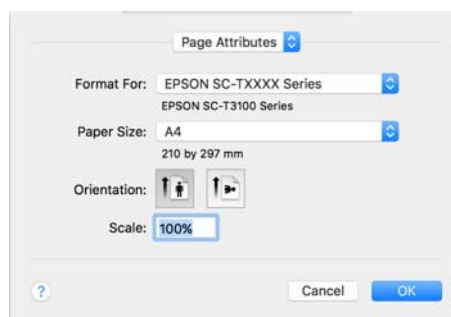 Page Attributes
Format For: EPSON SC-TXXXX Series
EPSON SC-T3100 Series
Paper Size: A4
210 by 297 mm
Orientation:
Scale: 100%
? Cancel OK